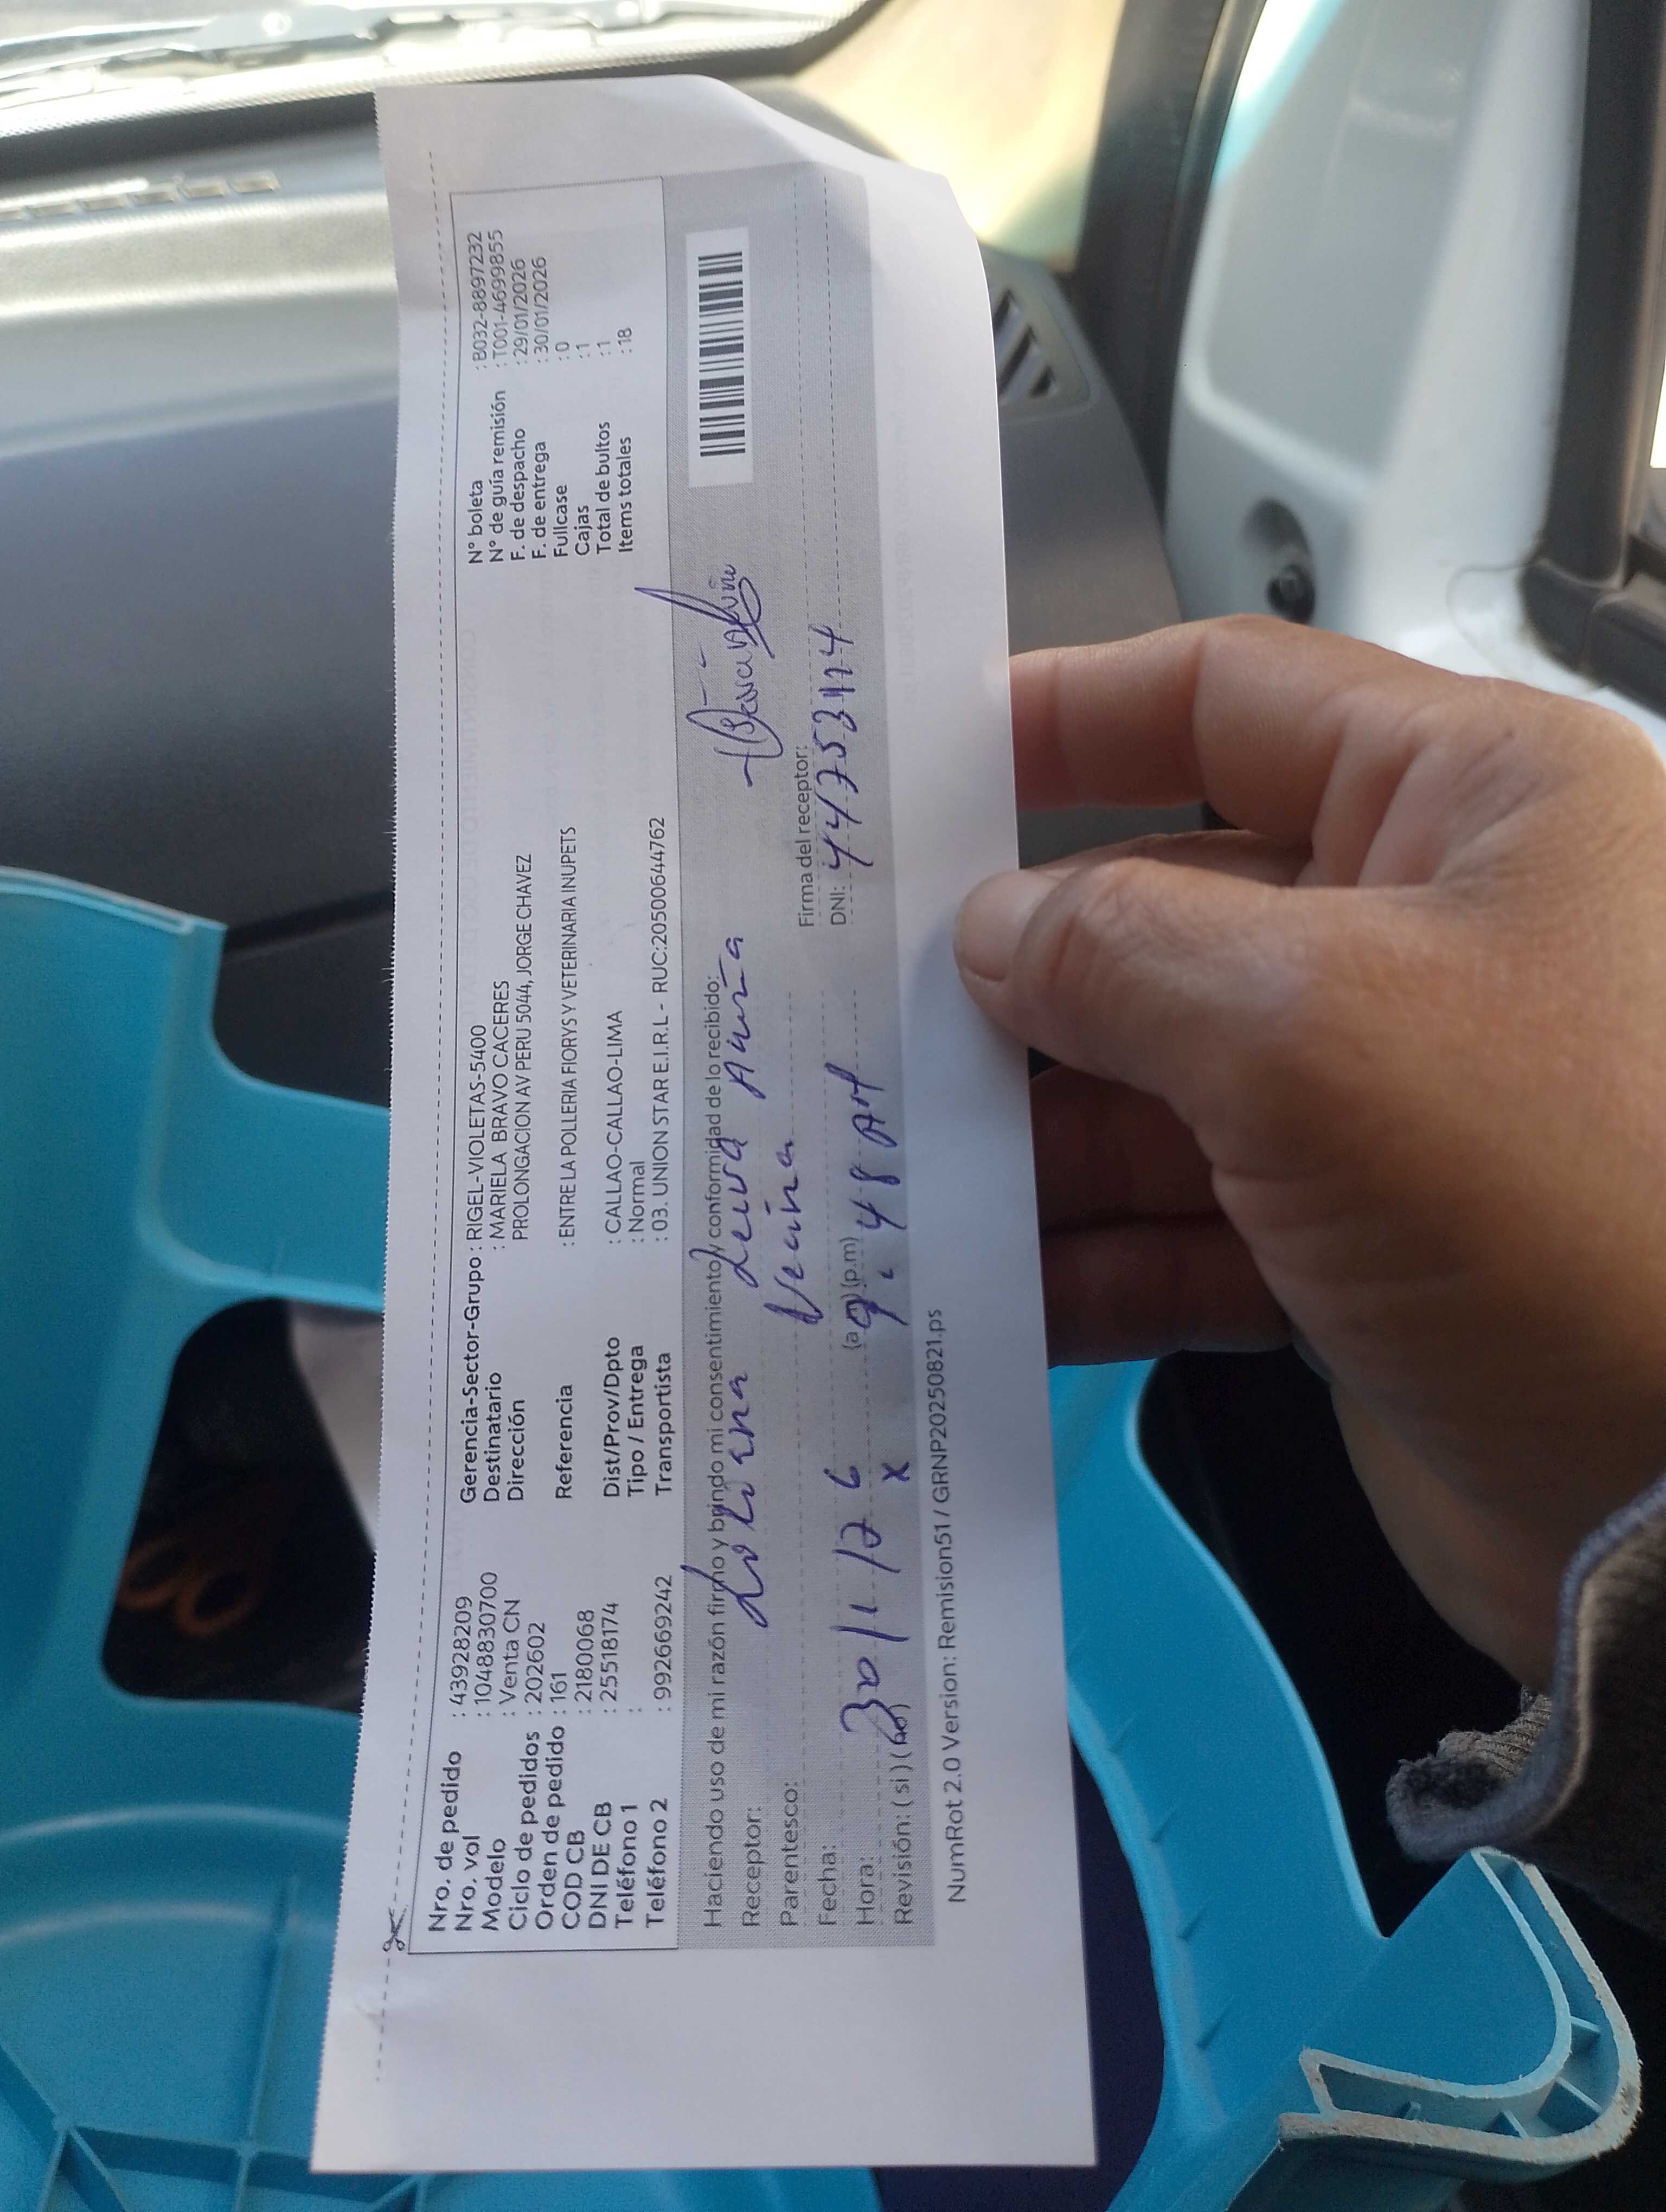 Nro. de pedido : 43928209
Nro. vol : 1048830700
Modelo : Venta CN
Ciclo de pedidos : 202602
Orden de pedido : 161
COD CB : 2180068
DNI DE CB : 25518174
Teléfono 1 :
Teléfono 2 : 992669242
Gerencia-Sector-Grupo : RIGEL-VIOLETAS-5400
Destinatario : MARIELA BRAVO CACERES
Dirección PROLONGACION AV PERU 5044, JORGE CHAVEZ
Referencia : ENTRE LA POLLERIA FIORYS Y VETERINARIA INUPETS
Dist/Prov/Dpto : CALLAO-CALLAO-LIMA
Tipo / Entrega : Normal
Transportista : 03. UNION STAR E.I.R.L - RUC:20500644762
N° boleta : B032-8897232
N° de guía remisión : T001-4699855
F. de despacho : 29/01/2026
F. de entrega : 30/01/2026
Fullcase : 0
Cajas : 1
Total de bultos : 1
Items totales : 18
Haciendo uso de mi razón firmo y brindo mi consentimiento y conformidad de lo recibido:
Receptor: Leiva
Parentesco: Vecina
Firma del receptor:
Fecha: 30/1/26
DNI: 44753474
Hora: (p.m) 9:48 AM
Revisión: ( si ) ( no ) x
NumRot 2.0 Version: Remision51 / GRNP20250821.ps